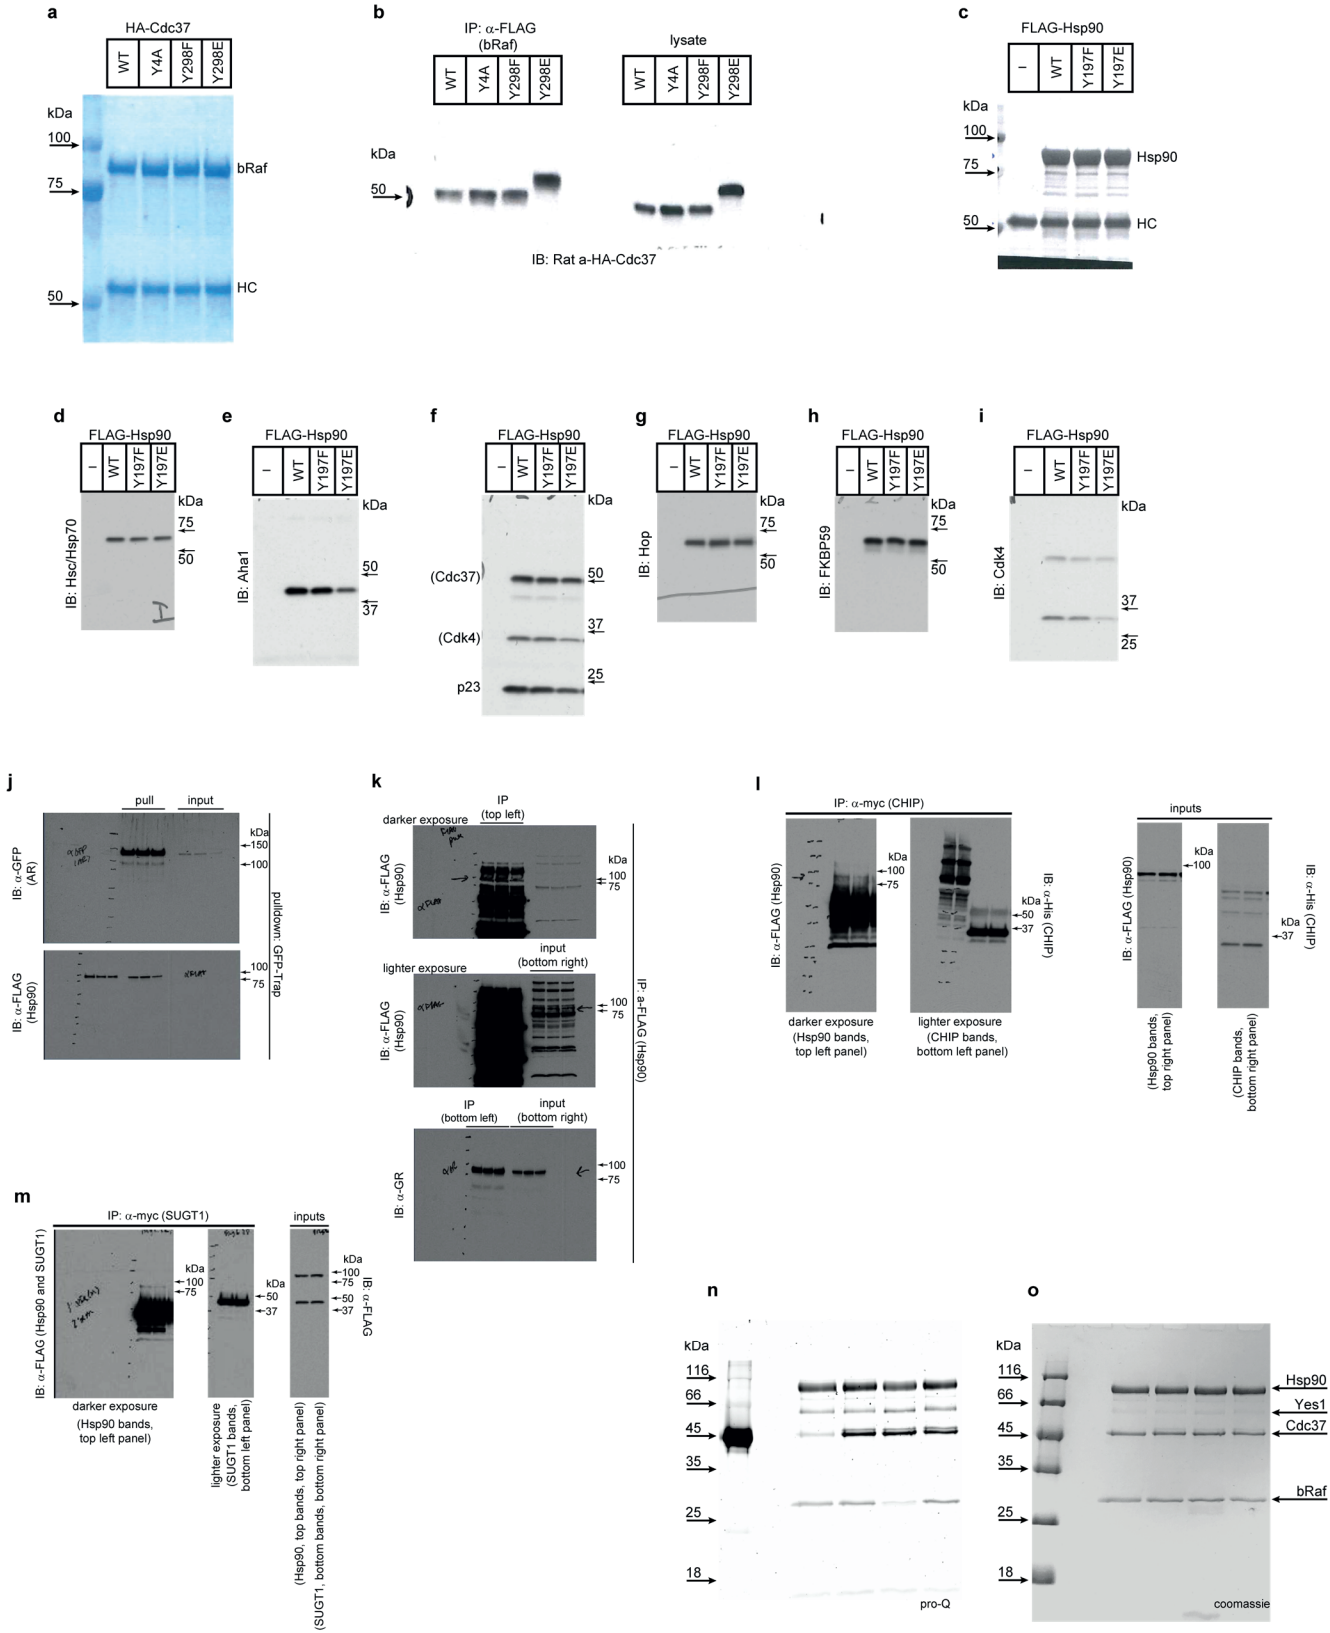 a
HA-Cdc37
WT
Y4A
Y298F
Y298E
kDa
100
75
50
bRaf
HC
b
IP: α-FLAG
(bRaf)
WT
Y4A
Y298F
Y298E
lysate
WT
Y4A
Y298F
Y298E
kDa
50
IB: Rat a-HA-Cdc37
c
FLAG-Hsp90
–
WT
Y197F
Y197E
kDa
100
75
50
Hsp90
HC
d
FLAG-Hsp90
–
WT
Y197F
Y197E
kDa
75
50
IB: Hsc/Hsp70
e
FLAG-Hsp90
–
WT
Y197F
Y197E
kDa
50
37
IB: Aha1
f
FLAG-Hsp90
–
WT
Y197F
Y197E
kDa
(Cdc37)
50
(Cdk4)
37
p23
25
g
FLAG-Hsp90
–
WT
Y197F
Y197E
kDa
75
50
IB: Hop
h
FLAG-Hsp90
–
WT
Y197F
Y197E
kDa
75
50
IB: FKBP59
i
FLAG-Hsp90
–
WT
Y197F
Y197E
kDa
37
25
IB: Cdk4
j
pull
input
kDa
150
100
IB: α-GFP
(AR)
100
75
IB: α-FLAG
(Hsp90)
αFLAG
pulldown: GFP-Trap
k
IP
(top left)
darker exposure
kDa
100
75
IB: α-FLAG
(Hsp90)
αFLAG
input
(bottom right)
lighter exposure
100
75
IB: α-FLAG
(Hsp90)
αFLAG
IP
(bottom left)
input
(bottom right)
αGR
100
75
IB: α-GR
IP: a-FLAG (Hsp90)
l
IP: α-myc (CHIP)
IB: α-FLAG (Hsp90)
kDa
100
75
kDa
50
37
IB: α-His (CHIP)
darker exposure
(Hsp90 bands,
top left panel)
lighter exposure
(CHIP bands,
bottom left panel)
inputs
IB: α-FLAG (Hsp90)
kDa
100
kDa
37
IB: α-His (CHIP)
(Hsp90 bands,
top right panel)
(CHIP bands,
bottom right panel)
m
IP: α-myc (SUGT1)
IB: α-FLAG (Hsp90 and SUGT1)
kDa
100
75
kDa
50
37
inputs
kDa
100
75
50
37
IB: α-FLAG
darker exposure
(Hsp90 bands,
top left panel)
lighter exposure
(SUGT1 bands,
bottom left panel)
(Hsp90, top bands, top right panel)
(SUGT1, bottom bands, bottom right panel)
n
kDa
116
66
45
35
25
18
pro-Q
o
kDa
116
66
45
35
25
18
Hsp90
Yes1
Cdc37
bRaf
coomassie